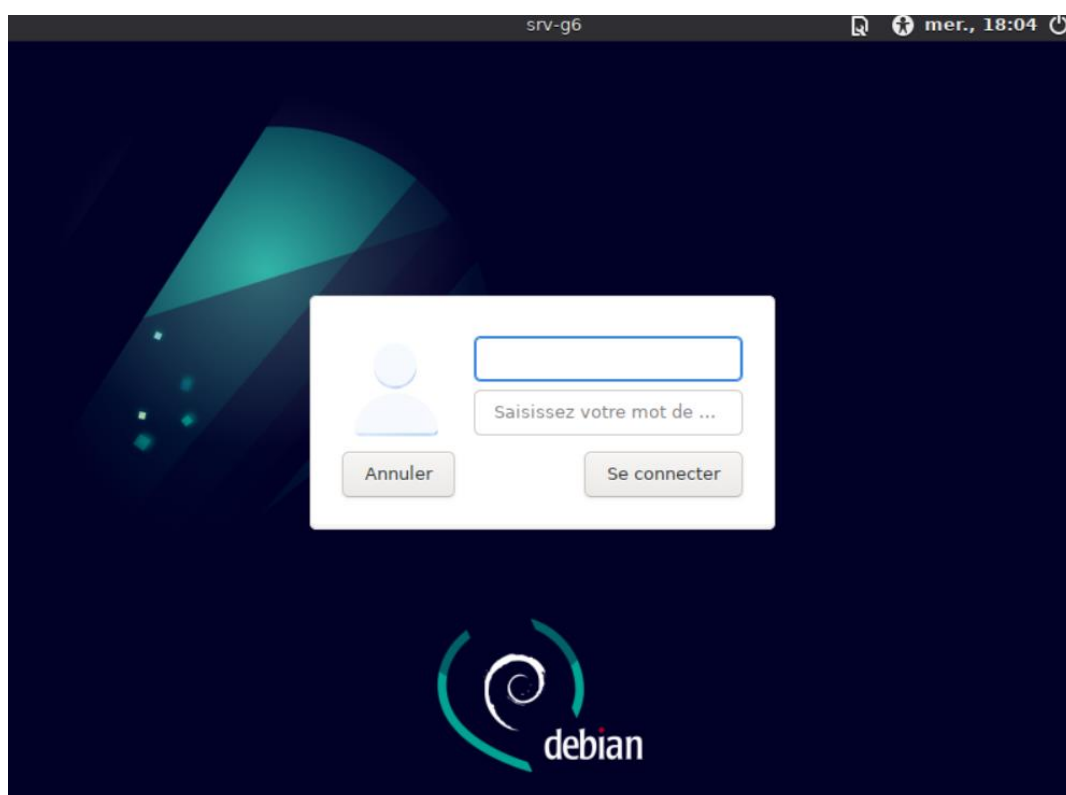 srv-g6
mer., 18:04
Saisissez votre mot de ...
Annuler
Se connecter
debian